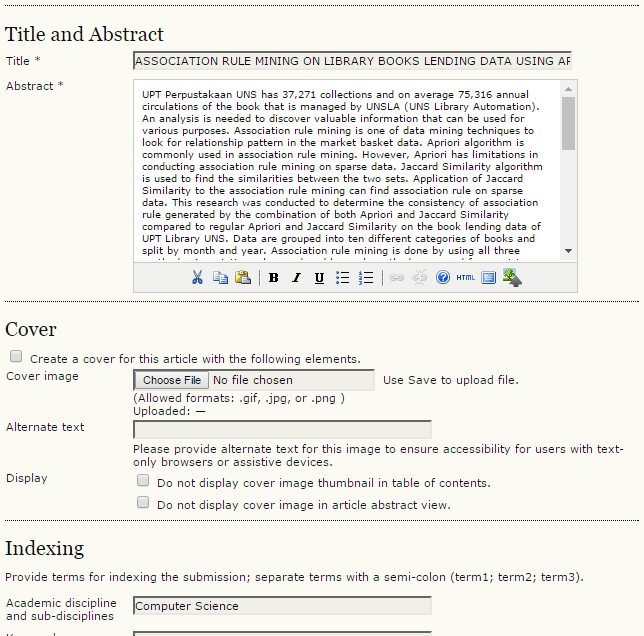 Title and Abstract
Title *
ASSOCIATION RULE MINING ON LIBRARY BOOKS LENDING DATA USING AP
Abstract *
UPT Perpustakaan UNS has 37,271 collections and on average 75,316 annual
circulations of the book that is managed by UNSLA (UNS Library Automation).
An analysis is needed to discover valuable information that can be used for
various purposes. Association rule mining is one of data mining techniques to
look for relationship pattern in the market basket data. Apriori algorithm is
commonly used in association rule mining. However, Apriori has limitations in
conducting association rule mining on sparse data. Jaccard Similarity algorithm
is used to find the similarities between the two sets. Application of Jaccard
Similarity to the association rule mining can find association rule on sparse
data. This research was conducted to determine the consistency of association
rule generated by the combination of both Apriori and Jaccard Similarity
compared to regular Apriori and Jaccard Similarity on the book lending data of
UPT Library UNS. Data are grouped into ten different categories of books and
split by month and year. Association rule mining is done by using all three
B I U HTML
Cover
Create a cover for this article with the following elements.
Cover image
Choose File No file chosen Use Save to upload file.
(Allowed formats: .gif, .jpg, or .png )
Uploaded: —
Alternate text
Please provide alternate text for this image to ensure accessibility for users with text-
only browsers or assistive devices.
Display
Do not display cover image thumbnail in table of contents.
Do not display cover image in article abstract view.
Indexing
Provide terms for indexing the submission; separate terms with a semi-colon (term1; term2; term3).
Academic discipline
and sub-disciplines
Computer Science